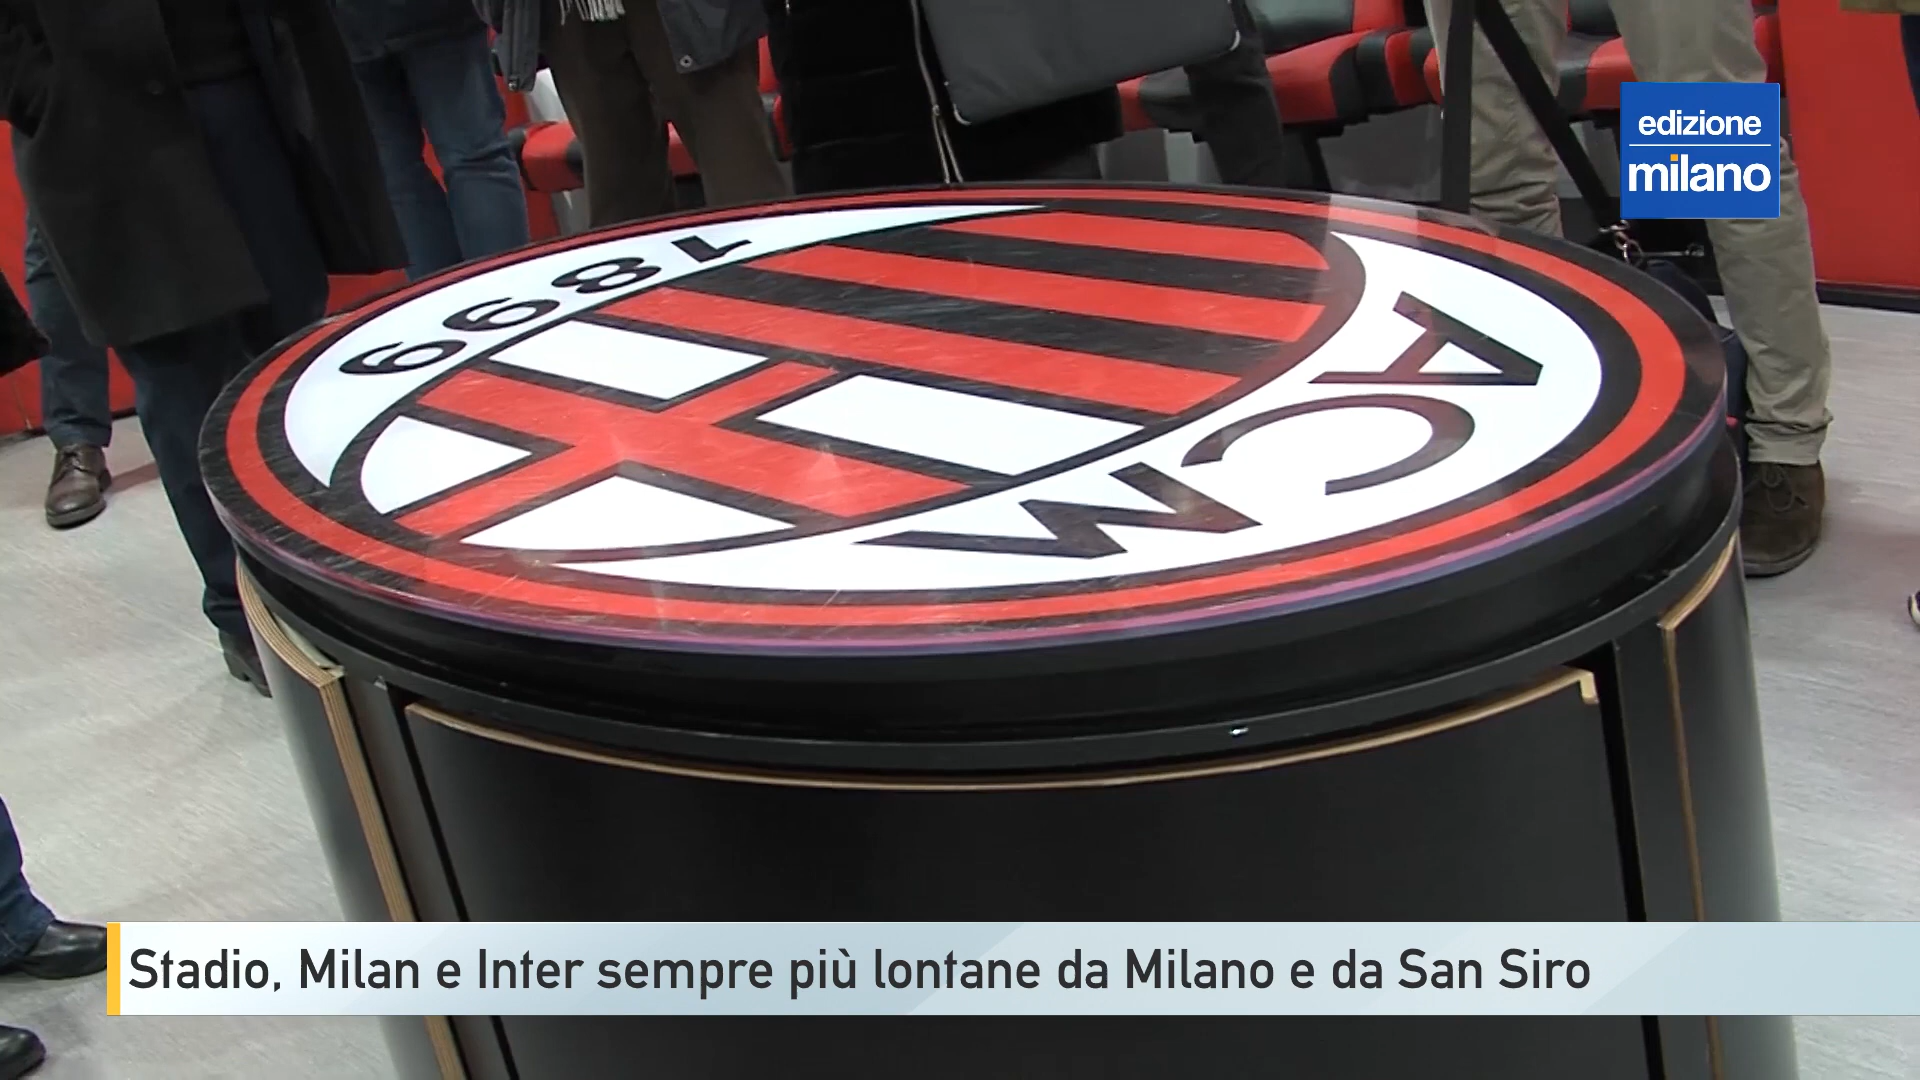 edizione
milano
1899
ACM
Stadio, Milan e Inter sempre più lontane da Milano e da San Siro